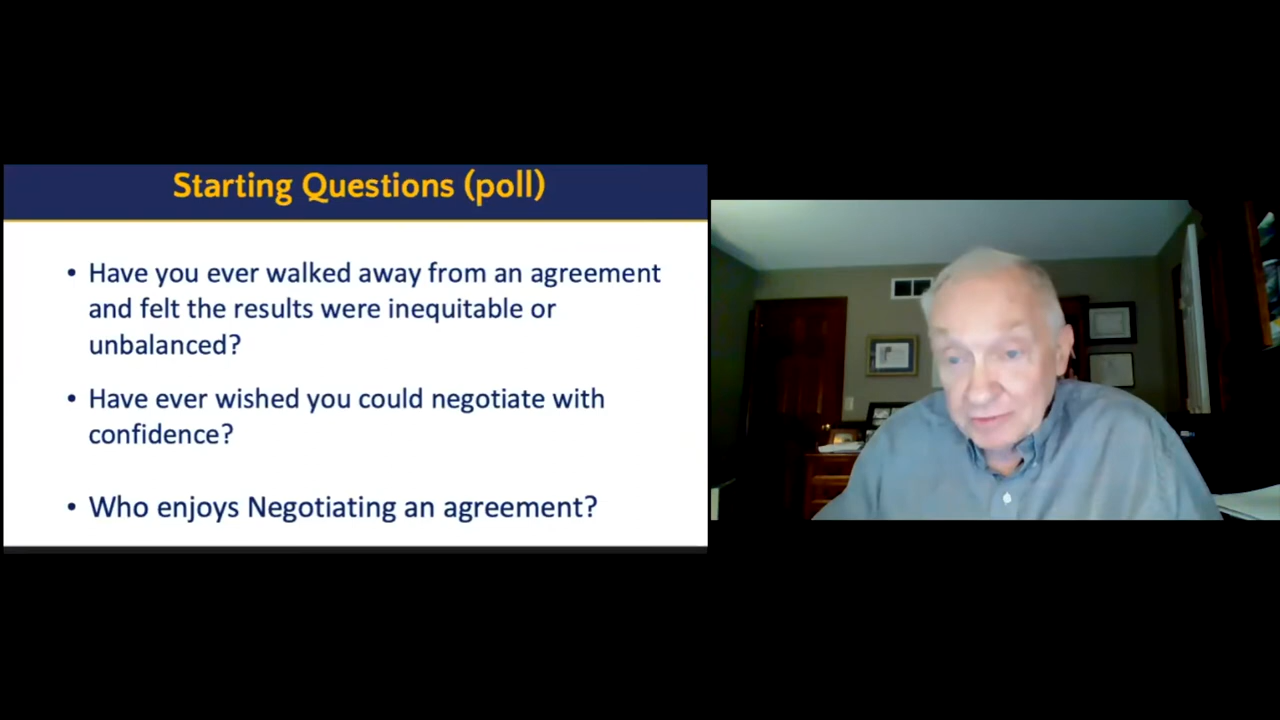 Starting Questions (poll)
• Have you ever walked away from an agreement
and felt the results were inequitable or
unbalanced?
• Have ever wished you could negotiate with
confidence?
• Who enjoys Negotiating an agreement?